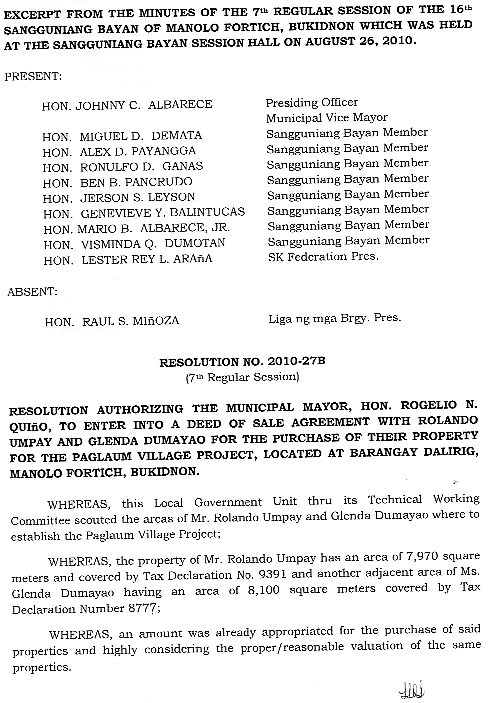 EXCERPT FROM THE MINUTES OF THE 7th REGULAR SESSION OF THE 16th
SANGGUNIANG BAYAN OF MANOLO FORTICH, BUKIDNON WHICH WAS HELD
AT THE SANGGUNIANG BAYAN SESSION HALL ON AUGUST 26, 2010.
PRESENT:
HON. JOHNNY C. ALBARECE Presiding Officer
Municipal Vice Mayor
HON. MIGUEL D. DEMATA Sangguniang Bayan Member
HON. ALEX D. PAYANGGA Sangguniang Bayan Member
HON. RONULFO D. GANAS Sangguniang Bayan Member
HON. BEN B. PANCRUDO Sangguniang Bayan Member
HON. JERSON S. LEYSON Sangguniang Bayan Member
HON. GENEVIEVE Y. BALINTUCAS Sangguniang Bayan Member
HON. MARIO B. ALBARECE, JR. Sangguniang Bayan Member
HON. VISMINDA Q. DUMOTAN Sangguniang Bayan Member
HON. LESTER REY L. ARAñA SK Federation Pres.
ABSENT:
HON. RAUL S. MIñOZA Liga ng mga Brgy. Pres.
RESOLUTION NO. 2010-27B
(7th Regular Session)
RESOLUTION AUTHORIZING THE MUNICIPAL MAYOR, HON. ROGELIO N.
QUIñO, TO ENTER INTO A DEED OF SALE AGREEMENT WITH ROLANDO
UMPAY AND GLENDA DUMAYAO FOR THE PURCHASE OF THEIR PROPERTY
FOR THE PAGLAUM VILLAGE PROJECT, LOCATED AT BARANGAY DALIRIG,
MANOLO FORTICH, BUKIDNON.
WHEREAS, this Local Government Unit thru its Technical Working
Committee scouted the areas of Mr. Rolando Umpay and Glenda Dumayao where to
establish the Paglaum Village Project;
WHEREAS, the property of Mr. Rolando Umpay has an area of 7,970 square
meters and covered by Tax Declaration No. 9391 and another adjacent area of Ms.
Glenda Dumayao having an area of 8,100 square meters covered by Tax
Declaration Number 8777;
WHEREAS, an amount was already appropriated for the purchase of said
properties and highly considering the proper/reasonable valuation of the same
properties.